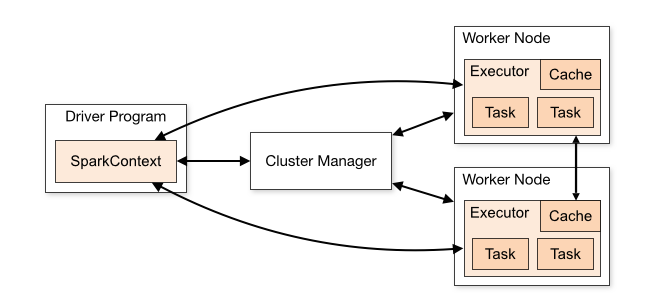 Driver Program
SparkContext
Cluster Manager
Worker Node
Executor
Cache
Task
Task
Worker Node
Executor
Cache
Task
Task